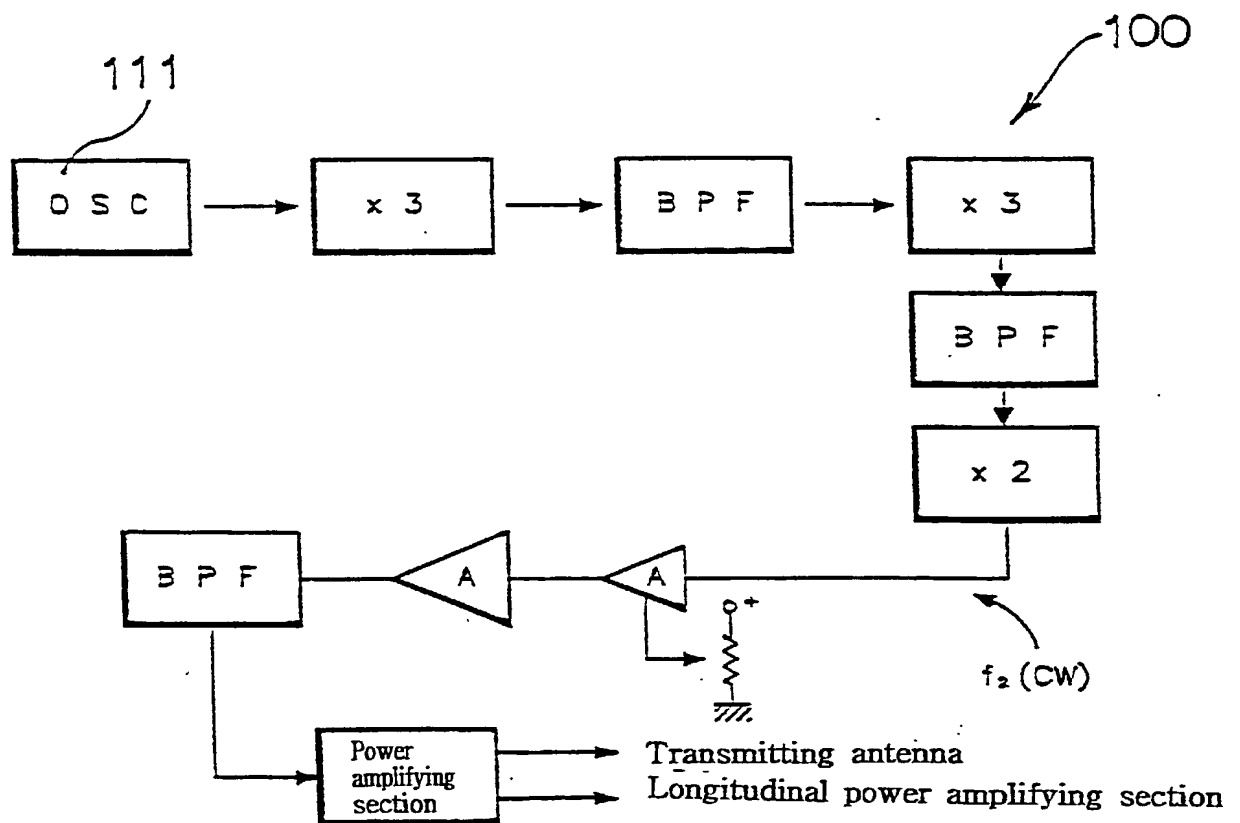 100
111
OSC
x 3
BPF
x 3
BPF
x 2
BPF
A
A
+
f₂ (CW)
Power
amplifying
section
Transmitting antenna
Longitudinal power amplifying section